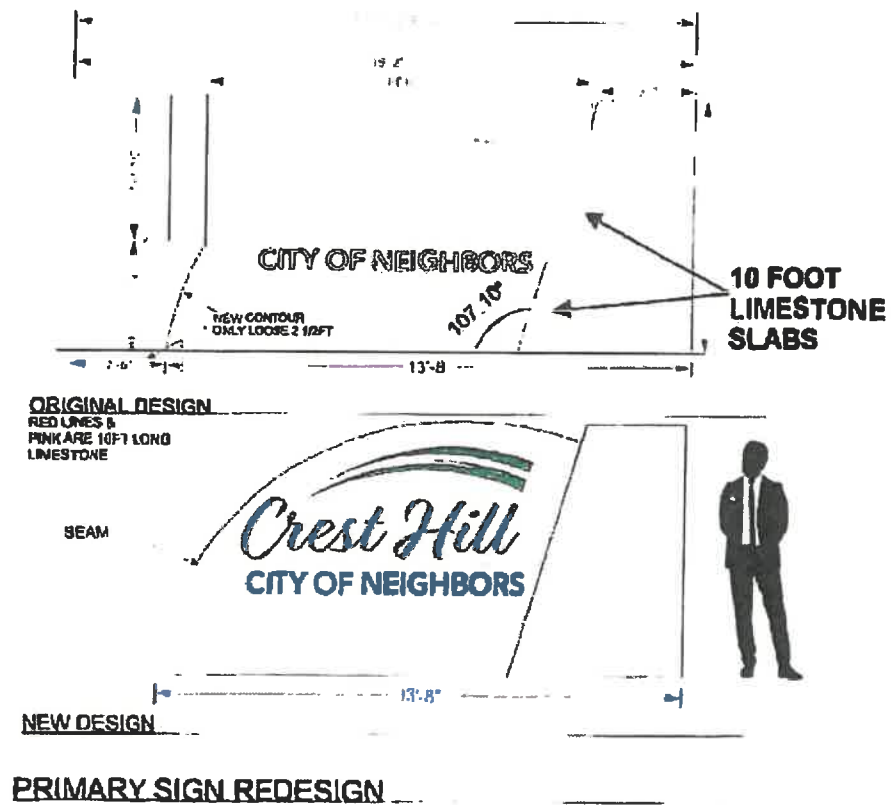 CITY OF NEIGHBORS
107.10°
NEW CONTOUR
ONLY LOOSE 2 1/2FT
10 FOOT
LIMESTONE
SLABS
13'-8
ORIGINAL DESIGN
RED LINES &
PINK ARE 10FT LONG
LIMESTONE
SEAM
Crest Hill
CITY OF NEIGHBORS
13'-8"
NEW DESIGN
PRIMARY SIGN REDESIGN